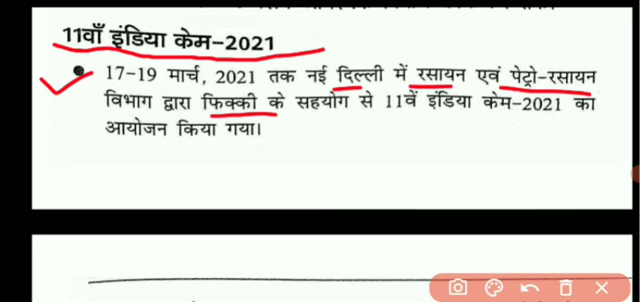 11वाँ इंडिया केम-2021
17-19 मार्च, 2021 तक नई दिल्ली में रसायन एवं पेट्रो-रसायन
विभाग द्वारा फिक्की के सहयोग से 11वें इंडिया केम-2021 का
आयोजन किया गया।